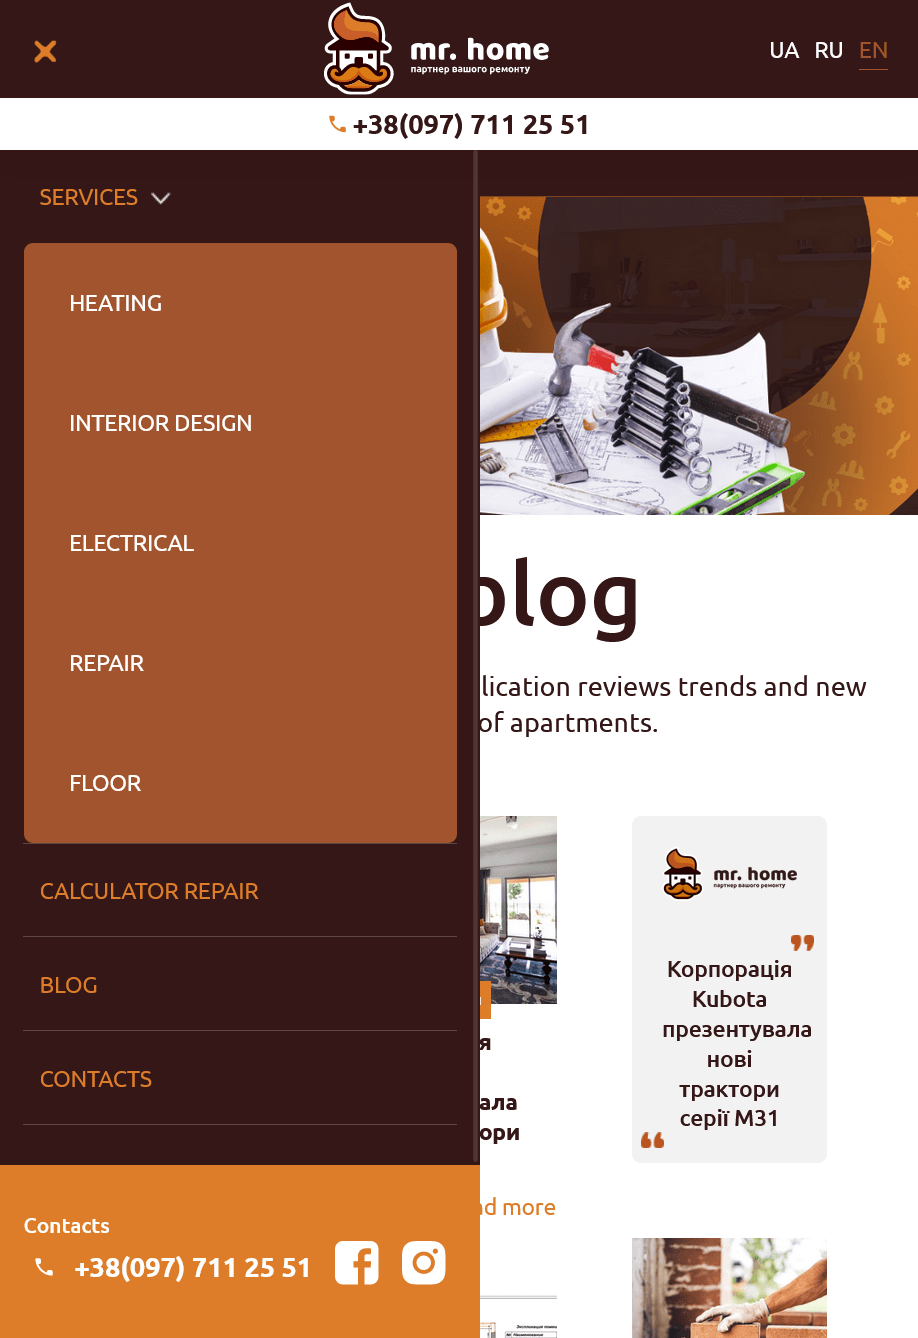 mr. home
партнер вашого ремонту
UA RU EN
+38(097) 711 25 51
SERVICES
HEATING
INTERIOR DESIGN
ELECTRICAL
REPAIR
FLOOR
CALCULATOR REPAIR
BLOG
CONTACTS
Contacts
+38(097) 711 25 51
blog
lication reviews trends and new
of apartments.
я
ала
ори
d more
mr. home
партнер вашого ремонту
Корпорація
Kubota
презентувала
нові
трактори
серії M31